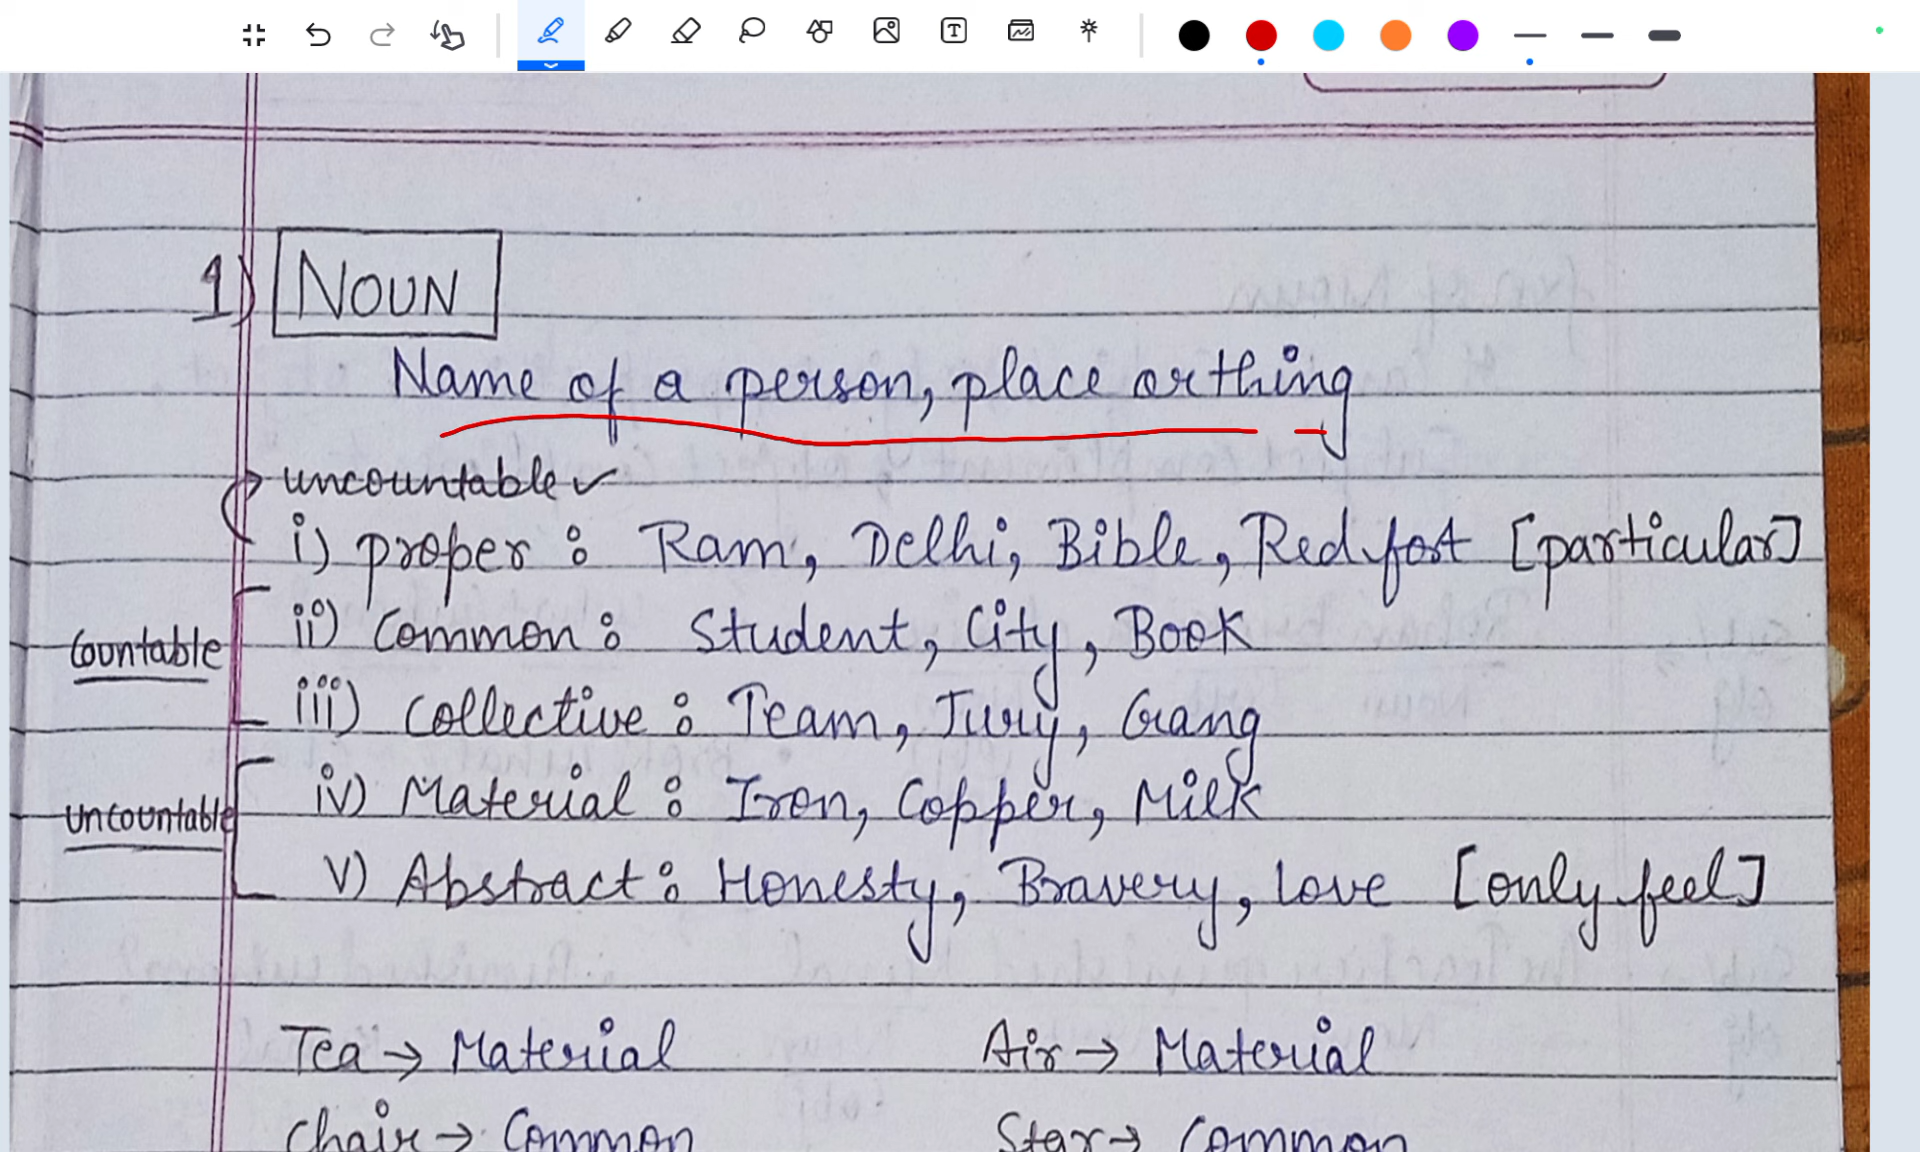 1) NOUN
Name of a person, place or thing
→ uncountable ✓
i) proper : Ram, Delhi, Bible, Red fort [particular]
ii) Common : Student, City, Book
Countable
iii) Collective : Team, Jury, Gang
iv) Material : Iron, Copper, Milk
uncountable
v) Abstract : Honesty, Bravery, Love [only feel]
Tea → Material Air → Material
Chair → Common Star → Common